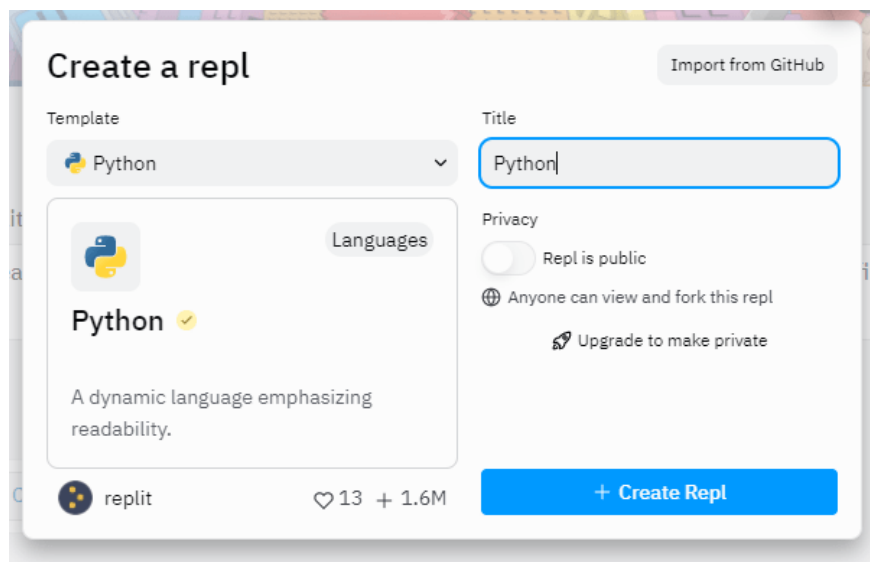 Create a repl
Import from GitHub
Template
Python
Languages
Python
A dynamic language emphasizing
readability.
replit
13
1.6M
Title
Python
Privacy
Repl is public
Anyone can view and fork this repl
Upgrade to make private
+ Create Repl